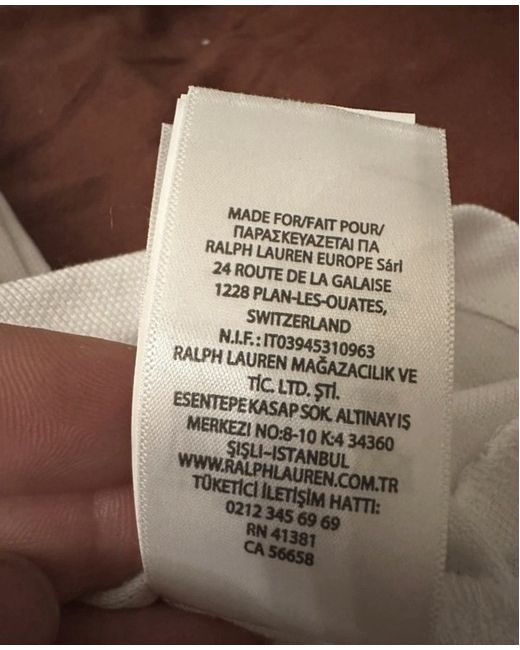 MADE FOR/FAIT POUR/
ΠΑΡΑΣΚΕΥΑΖΕΤΑΙ ΓΙΑ
RALPH LAUREN EUROPE Sárl
24 ROUTE DE LA GALAISE
1228 PLAN-LES-OUATES,
SWITZERLAND
N.I.F.: IT03945310963
RALPH LAUREN MAĞAZACILIK VE
TİC. LTD. ŞTİ.
ESENTEPE KASAP SOK. ALTINAY IŞ
MERKEZI NO:8-10 K:4 34360
ŞIŞLI-ISTANBUL
WWW.RALPHLAUREN.COM.TR
TÜKETİCİ İLETİŞİM HATTI:
0212 345 69 69
RN 41381
CA 56658